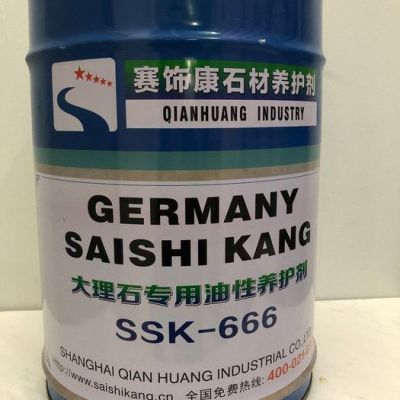 赛饰康石材养护剂
QIANHUANG INDUSTRY
GERMANY
SAISHI KANG
大理石专用油性养护剂
SSK-666
SHANGHAI QIAN HUANG INDUSTRIAL CO.,LTD
http://www.saishikang.cn 全国免费热线: 400-021-